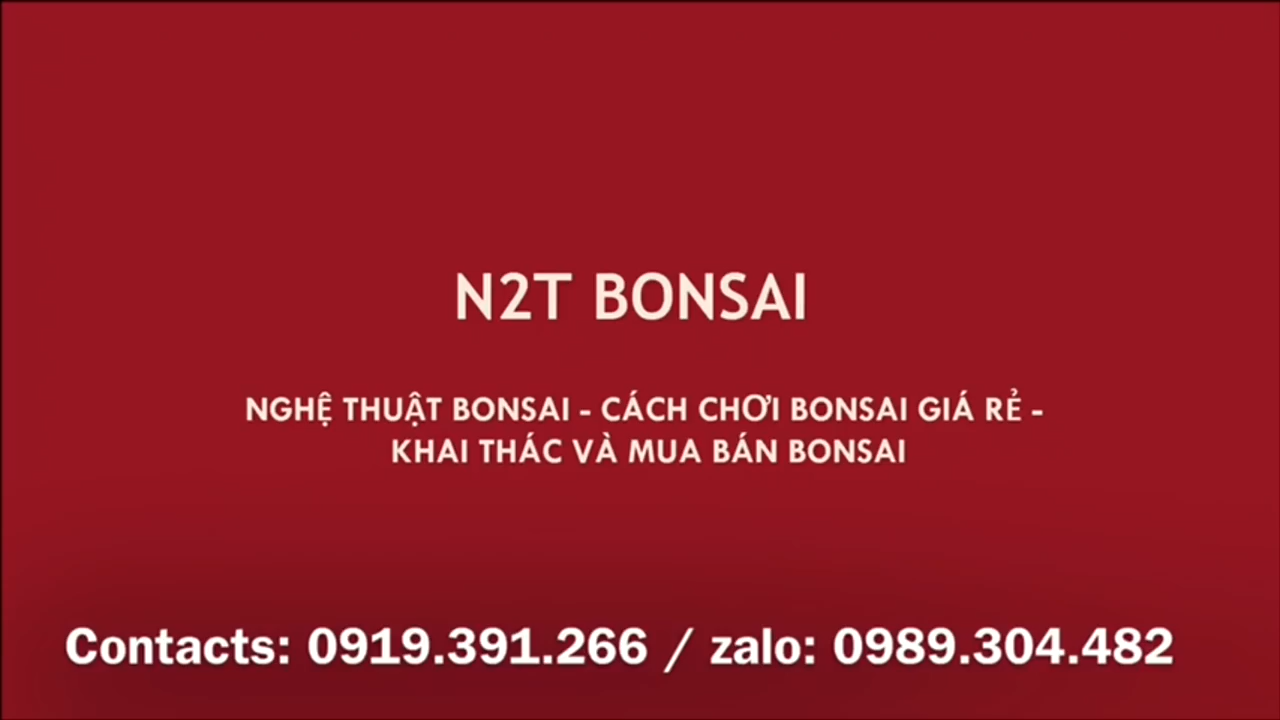 N2T BONSAI
NGHỆ THUẬT BONSAI - CÁCH CHƠI BONSAI GIÁ RẺ -
KHAI THÁC VÀ MUA BÁN BONSAI
Contacts: 0919.391.266 / zalo: 0989.304.482